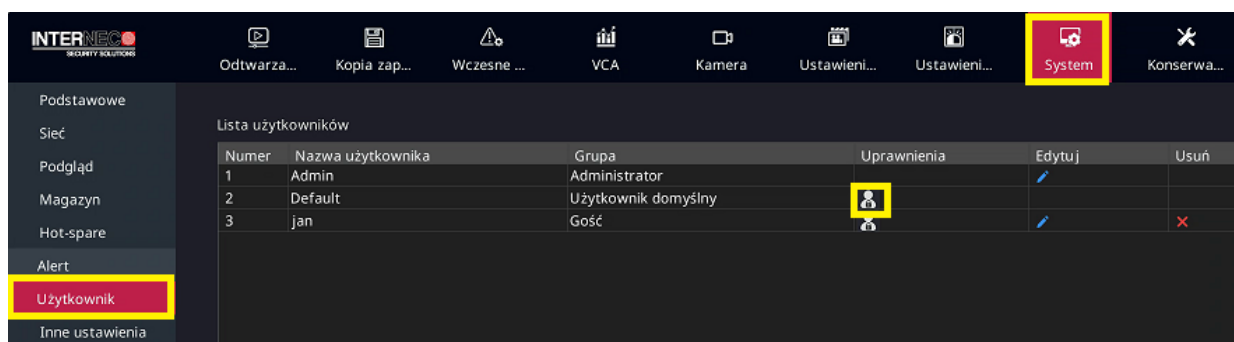 INTERNEC
SECURITY SOLUTIONS
Odtwarza... Kopia zap... Wczesne ... VCA Kamera Ustawieni... Ustawieni... System Konserwa...
Podstawowe
Sieć
Podgląd
Magazyn
Hot-spare
Alert
Użytkownik
Inne ustawienia
Lista użytkowników
Numer Nazwa użytkownika Grupa Uprawnienia Edytuj Usuń
1 Admin Administrator
2 Default Użytkownik domyślny
3 jan Gość